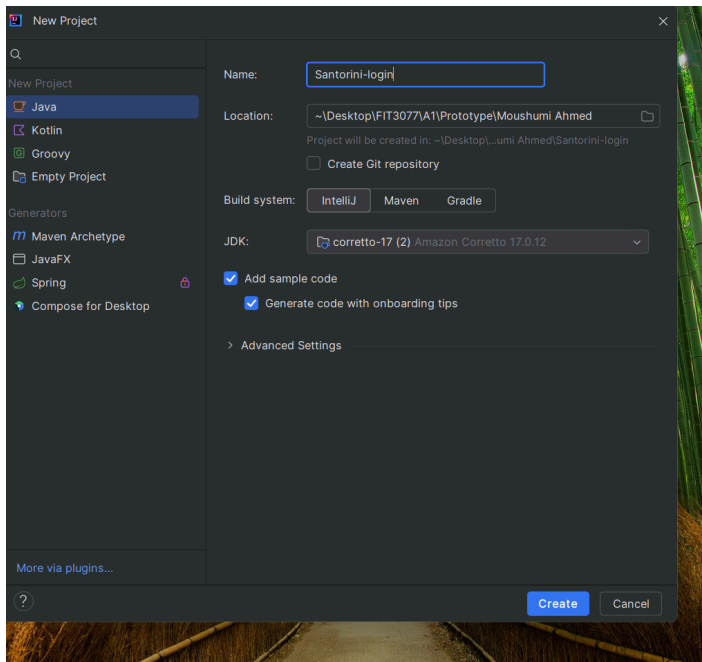 New Project
New Project
Java
Kotlin
Groovy
Empty Project
Generators
Maven Archetype
JavaFX
Spring
Compose for Desktop
More via plugins...
Name: Santorini-login
Location: ~\Desktop\FIT3077\A1\Prototype\Moushumi Ahmed
Project will be created in: ~\Desktop\...umi Ahmed\Santorini-login
Create Git repository
Build system: IntelliJ Maven Gradle
JDK: corretto-17 (2) Amazon Corretto 17.0.12
Add sample code
Generate code with onboarding tips
Advanced Settings
? Create Cancel